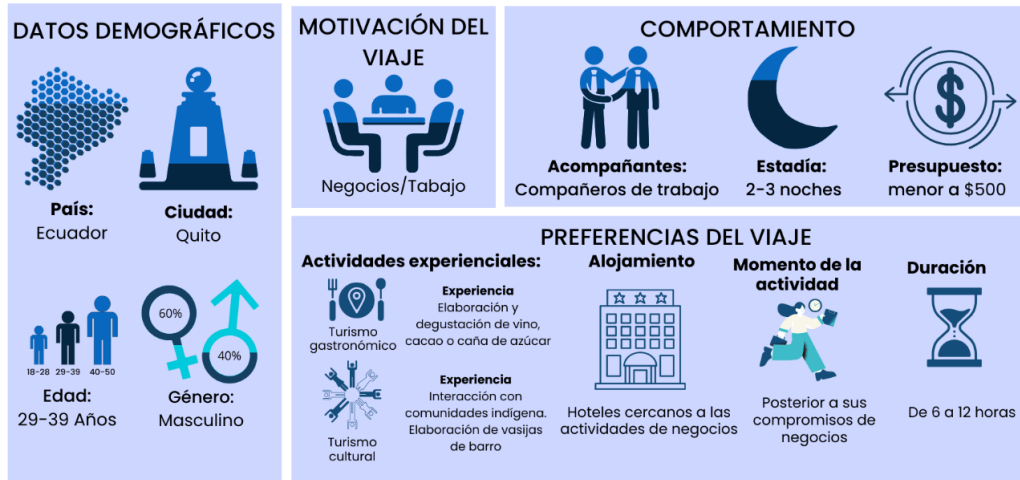 DATOS DEMOGRÁFICOS
País:
Ecuador
Ciudad:
Quito
18-28
29-39
40-50
Edad:
29-39 Años
60%
40%
Género:
Masculino
MOTIVACIÓN DEL
VIAJE
Negocios/Tabajo
COMPORTAMIENTO
Acompañantes:
Compañeros de trabajo
Estadía:
2-3 noches
Presupuesto:
menor a $500
PREFERENCIAS DEL VIAJE
Actividades experienciales:
Turismo
gastronómico
Experiencia
Elaboración y
degustación de vino,
cacao o caña de azúcar
Turismo
cultural
Experiencia
Interacción con
comunidades indígena.
Elaboración de vasijas
de barro
Alojamiento
Hoteles cercanos a las
actividades de negocios
Momento de la
actividad
Posterior a sus
compromisos de
negocios
Duración
De 6 a 12 horas